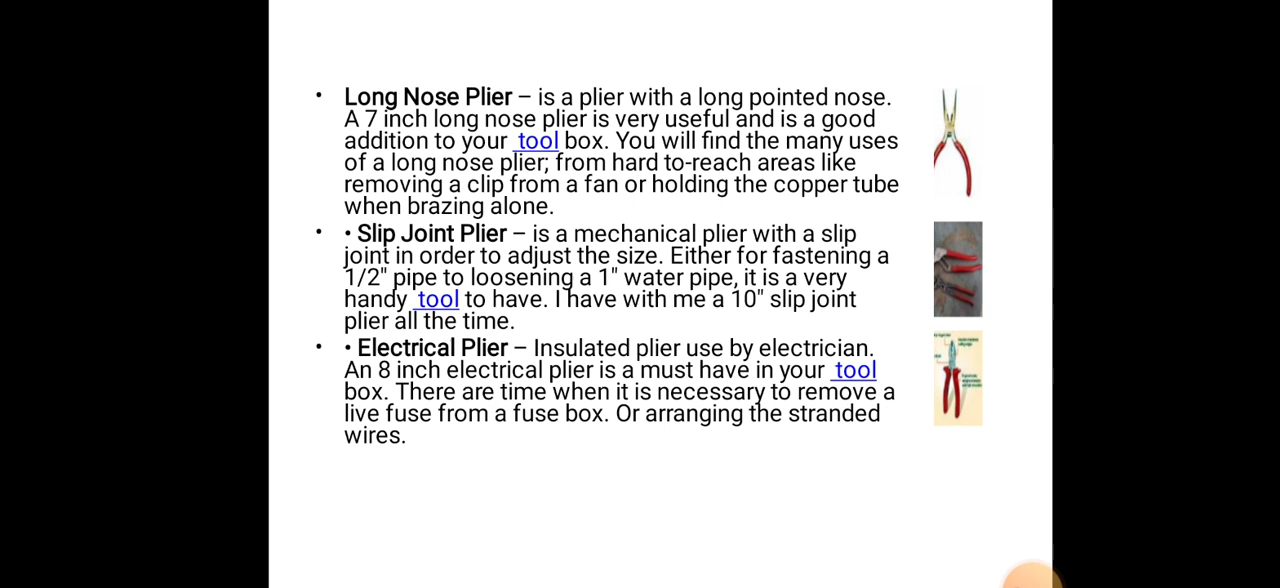 • Long Nose Plier – is a plier with a long pointed nose.
A 7 inch long nose plier is very useful and is a good
addition to your tool box. You will find the many uses
of a long nose plier; from hard to-reach areas like
removing a clip from a fan or holding the copper tube
when brazing alone.
• • Slip Joint Plier – is a mechanical plier with a slip
joint in order to adjust the size. Either for fastening a
1/2" pipe to loosening a 1" water pipe, it is a very
handy tool to have. I have with me a 10" slip joint
plier all the time.
• • Electrical Plier – Insulated plier use by electrician.
An 8 inch electrical plier is a must have in your tool
box. There are time when it is necessary to remove a
live fuse from a fuse box. Or arranging the stranded
wires.